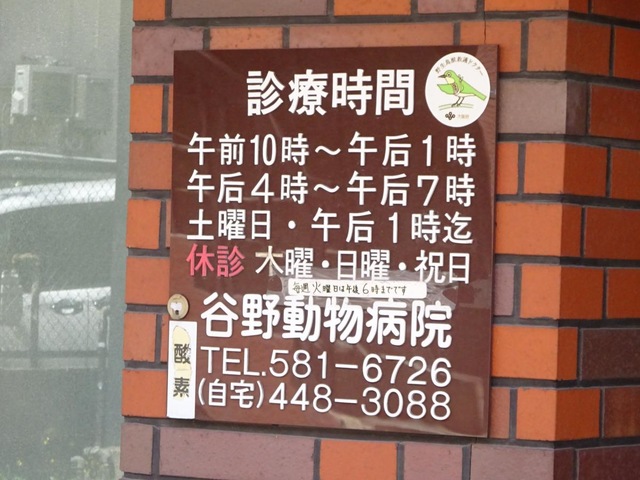 診療時間
午前10時～午后1時
午后4時～午后7時
土曜日・午后1時迄
休診 木曜・日曜・祝日
毎週火曜日は午後6時までです
谷野動物病院
酸素
TEL.581-6726
(自宅)448-3088